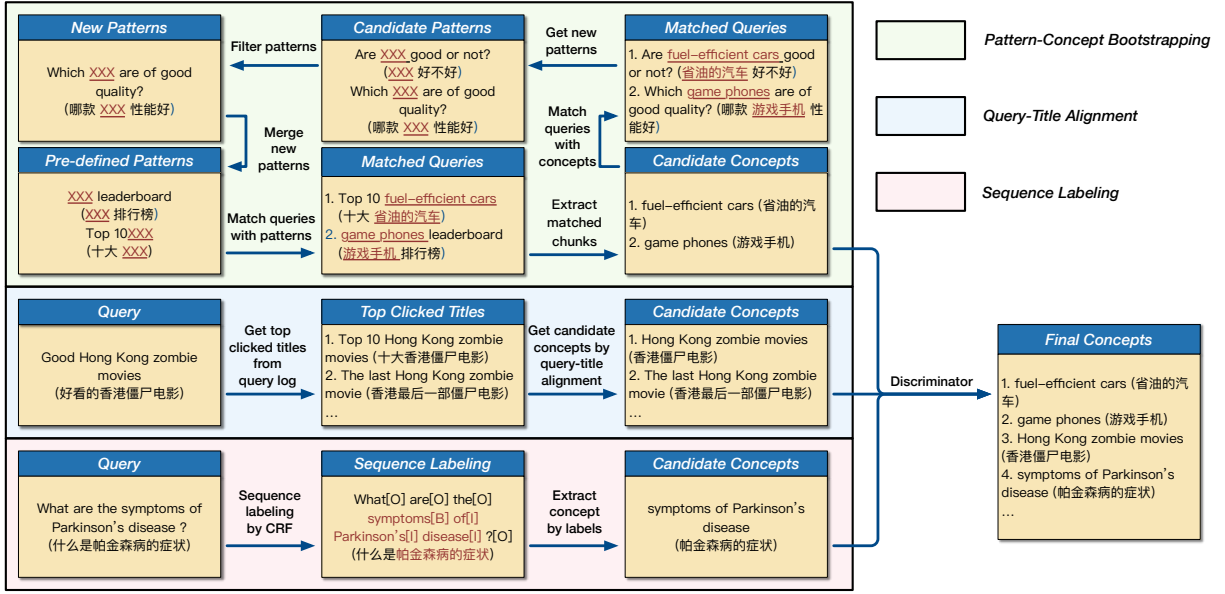 New Patterns
Which XXX are of good
quality?
(哪款 XXX 性能好)
Filter patterns
Candidate Patterns
Are XXX good or not?
(XXX 好不好)
Which XXX are of good
quality?
(哪款 XXX 性能好)
Get new
patterns
Matched Queries
1. Are fuel-efficient cars good
or not? (省油的汽车 好不好)
2. Which game phones are of
good quality? (哪款 游戏手机 性
能好)
Merge
new
patterns
Match
queries
with
concepts
Pre-defined Patterns
XXX leaderboard
(XXX 排行榜)
Top 10XXX
(十大 XXX)
Match queries
with patterns
Matched Queries
1. Top 10 fuel-efficient cars
(十大 省油的汽车)
2. game phones leaderboard
(游戏手机 排行榜)
Extract
matched
chunks
Candidate Concepts
1. fuel-efficient cars (省油的汽
车)
2. game phones (游戏手机)
Query
Good Hong Kong zombie
movies
(好看的香港僵尸电影)
Get top
clicked titles
from
query log
Top Clicked Titles
1. Top 10 Hong Kong zombie
movies (十大香港僵尸电影)
2. The last Hong Kong zombie
movie (香港最后一部僵尸电影)
...
Get candidate
concepts by
query-title
alignment
Candidate Concepts
1. Hong Kong zombie movies
(香港僵尸电影)
2. The last Hong Kong zombie
movie (香港最后一部僵尸电影)
...
Query
What are the symptoms of
Parkinson's disease ?
(什么是帕金森病的症状)
Sequence
labeling
by CRF
Sequence Labeling
What[O] are[O] the[O]
symptoms[B] of[I]
Parkinson's[I] disease[I] ?[O]
(什么是帕金森病的症状)
Extract
concept
by labels
Candidate Concepts
symptoms of Parkinson's
disease
(帕金森病的症状)
Discriminator
Final Concepts
1. fuel-efficient cars (省油的汽
车)
2. game phones (游戏手机)
3. Hong Kong zombie movies
(香港僵尸电影)
4. symptoms of Parkinson's
disease (帕金森病的症状)
...
Pattern-Concept Bootstrapping
Query-Title Alignment
Sequence Labeling